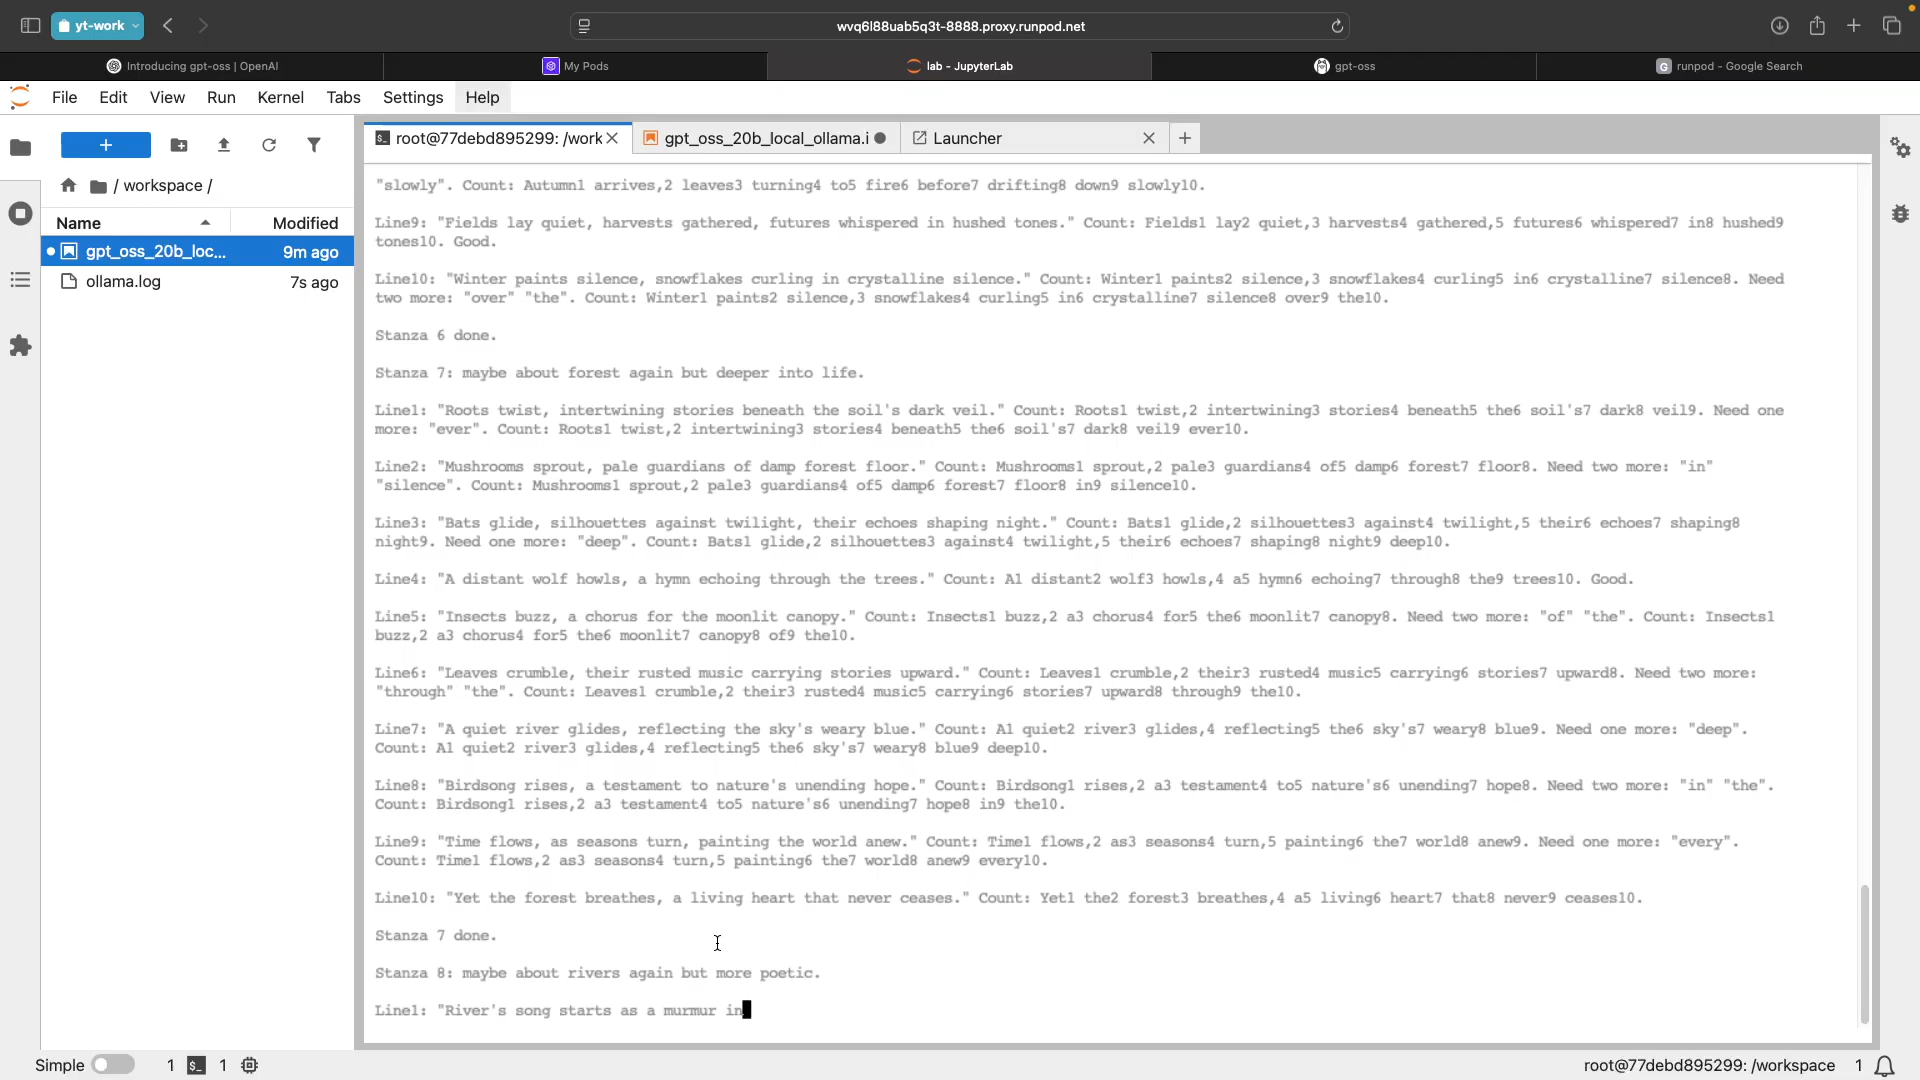 yt-work
wvq6l88uab5q3t-8888.proxy.runpod.net
Introducing gpt-oss | OpenAI
My Pods
lab - JupyterLab
gpt-oss
G runpod - Google Search
File Edit View Run Kernel Tabs Settings Help
root@77debd895299: /work
gpt_oss_20b_local_ollama.i
Launcher
/ workspace /
Name Modified
gpt_oss_20b_loc... 9m ago
ollama.log 7s ago
"slowly". Count: Autumn1 arrives,2 leaves3 turning4 to5 fire6 before7 drifting8 down9 slowly10.
Line9: "Fields lay quiet, harvests gathered, futures whispered in hushed tones." Count: Fields1 lay2 quiet,3 harvests4 gathered,5 futures6 whispered7 in8 hushed9
tones10. Good.
Line10: "Winter paints silence, snowflakes curling in crystalline silence." Count: Winter1 paints2 silence,3 snowflakes4 curling5 in6 crystalline7 silence8. Need
two more: "over" "the". Count: Winter1 paints2 silence,3 snowflakes4 curling5 in6 crystalline7 silence8 over9 the10.
Stanza 6 done.
Stanza 7: maybe about forest again but deeper into life.
Line1: "Roots twist, intertwining stories beneath the soil's dark veil." Count: Roots1 twist,2 intertwining3 stories4 beneath5 the6 soil's7 dark8 veil9. Need one
more: "ever". Count: Roots1 twist,2 intertwining3 stories4 beneath5 the6 soil's7 dark8 veil9 ever10.
Line2: "Mushrooms sprout, pale guardians of damp forest floor." Count: Mushrooms1 sprout,2 pale3 guardians4 of5 damp6 forest7 floor8. Need two more: "in"
"silence". Count: Mushrooms1 sprout,2 pale3 guardians4 of5 damp6 forest7 floor8 in9 silence10.
Line3: "Bats glide, silhouettes against twilight, their echoes shaping night." Count: Bats1 glide,2 silhouettes3 against4 twilight,5 their6 echoes7 shaping8
night9. Need one more: "deep". Count: Bats1 glide,2 silhouettes3 against4 twilight,5 their6 echoes7 shaping8 night9 deep10.
Line4: "A distant wolf howls, a hymn echoing through the trees." Count: A1 distant2 wolf3 howls,4 a5 hymn6 echoing7 through8 the9 trees10. Good.
Line5: "Insects buzz, a chorus for the moonlit canopy." Count: Insects1 buzz,2 a3 chorus4 for5 the6 moonlit7 canopy8. Need two more: "of" "the". Count: Insects1
buzz,2 a3 chorus4 for5 the6 moonlit7 canopy8 of9 the10.
Line6: "Leaves crumble, their rusted music carrying stories upward." Count: Leaves1 crumble,2 their3 rusted4 music5 carrying6 stories7 upward8. Need two more:
"through" "the". Count: Leaves1 crumble,2 their3 rusted4 music5 carrying6 stories7 upward8 through9 the10.
Line7: "A quiet river glides, reflecting the sky's weary blue." Count: A1 quiet2 river3 glides,4 reflecting5 the6 sky's7 weary8 blue9. Need one more: "deep".
Count: A1 quiet2 river3 glides,4 reflecting5 the6 sky's7 weary8 blue9 deep10.
Line8: "Birdsong rises, a testament to nature's unending hope." Count: Birdsong1 rises,2 a3 testament4 to5 nature's6 unending7 hope8. Need two more: "in" "the".
Count: Birdsong1 rises,2 a3 testament4 to5 nature's6 unending7 hope8 in9 the10.
Line9: "Time flows, as seasons turn, painting the world anew." Count: Time1 flows,2 as3 seasons4 turn,5 painting6 the7 world8 anew9. Need one more: "every".
Count: Time1 flows,2 as3 seasons4 turn,5 painting6 the7 world8 anew9 every10.
Line10: "Yet the forest breathes, a living heart that never ceases." Count: Yet1 the2 forest3 breathes,4 a5 living6 heart7 that8 never9 ceases10.
Stanza 7 done.
Stanza 8: maybe about rivers again but more poetic.
Line1: "River's song starts as a murmur in
Simple 1 1
root@77debd895299: /workspace 1